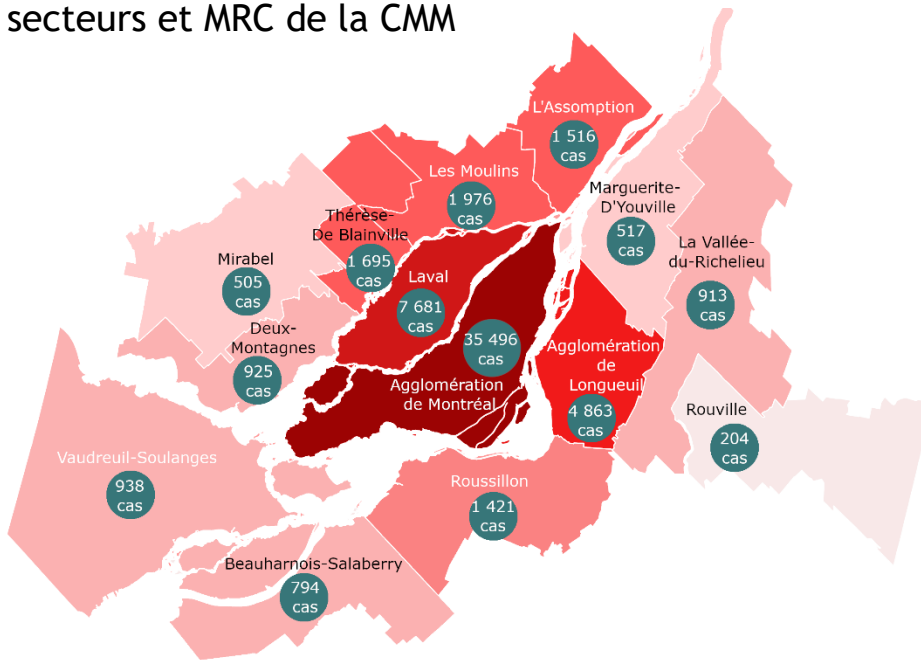 secteurs et MRC de la CMM
L'Assomption
1 516
cas
Les Moulins
1 976
cas
Marguerite-
D'Youville
517
cas
Thérèse-
De Blainville
1 695
cas
La Vallée-
du-Richelieu
913
cas
Mirabel
505
cas
Laval
7 681
cas
35 496
cas
Agglomération
de Montréal
Deux-
Montagnes
925
cas
Agglomération
de
Longueuil
4 863
cas
Rouville
204
cas
Vaudreuil-Soulanges
938
cas
Roussillon
1 421
cas
Beauharnois-Salaberry
794
cas